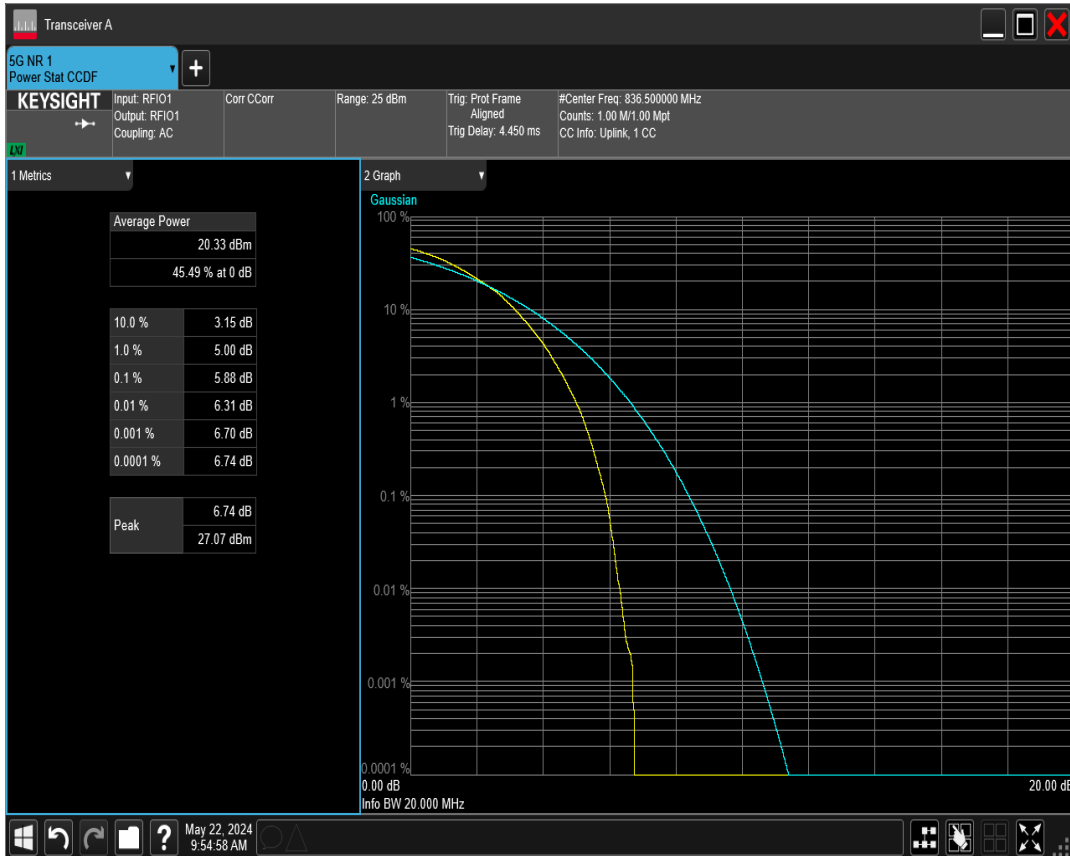 Transceiver A
5G NR 1
Power Stat CCDF
KEYSIGHT
LXI
Input: RFIO1
Output: RFIO1
Coupling: AC
Corr CCorr
Range: 25 dBm
Trig: Prot Frame
Aligned
Trig Delay: 4.450 ms
#Center Freq: 836.500000 MHz
Counts: 1.00 M/1.00 Mpt
CC Info: Uplink, 1 CC
1 Metrics
Average Power
20.33 dBm
45.49 % at 0 dB
10.0 % 3.15 dB
1.0 % 5.00 dB
0.1 % 5.88 dB
0.01 % 6.31 dB
0.001 % 6.70 dB
0.0001 % 6.74 dB
Peak
6.74 dB
27.07 dBm
2 Graph
Gaussian
100 %
10 %
1 %
0.1 %
0.01 %
0.001 %
0.0001 %
0.00 dB
20.00 dB
Info BW 20.000 MHz
?
May 22, 2024
9:54:58 AM